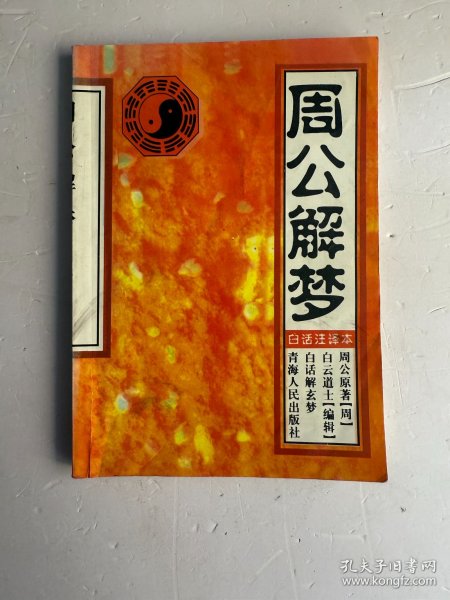 周公解梦
白话注译本
周公原著【周】
白云道士【编辑】
白话解玄梦
青海人民出版社
孔夫子旧书网
www.kongfz.com